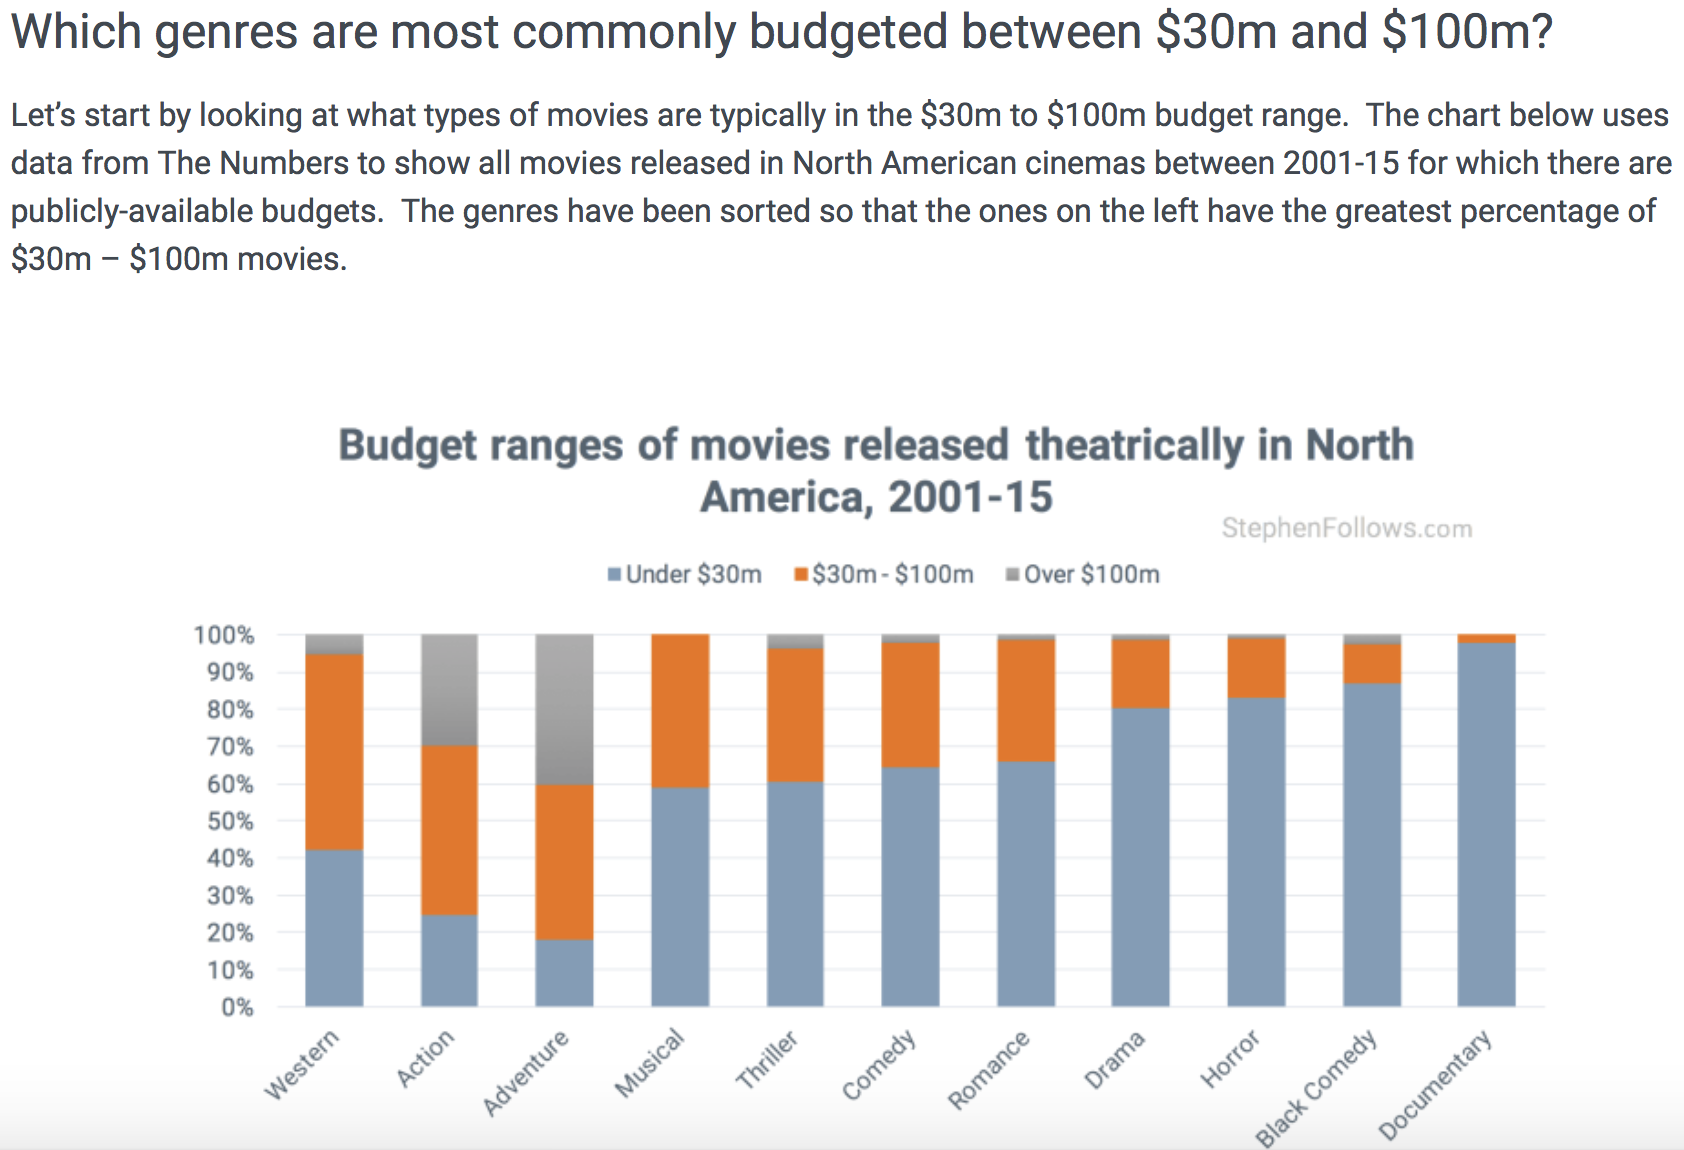 Which genres are most commonly budgeted between $30m and $100m?
Let's start by looking at what types of movies are typically in the $30m to $100m budget range.  The chart below uses
data from The Numbers to show all movies released in North American cinemas between 2001-15 for which there are
publicly-available budgets.  The genres have been sorted so that the ones on the left have the greatest percentage of
$30m – $100m movies.
Budget ranges of movies released theatrically in North
America, 2001-15
StephenFollows.com
Under $30m $30m - $100m Over $100m
100%
90%
80%
70%
60%
50%
40%
30%
20%
10%
0%
Western
Action
Adventure
Musical
Thriller
Comedy
Romance
Drama
Horror
Black Comedy
Documentary